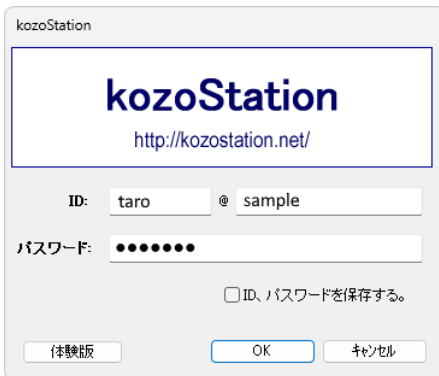 kozoStation
kozoStation
http://kozostation.net/
ID: taro @ sample
パスワード: ●●●●●●●
ID、パスワードを保存する。
体験版 OK キャンセル